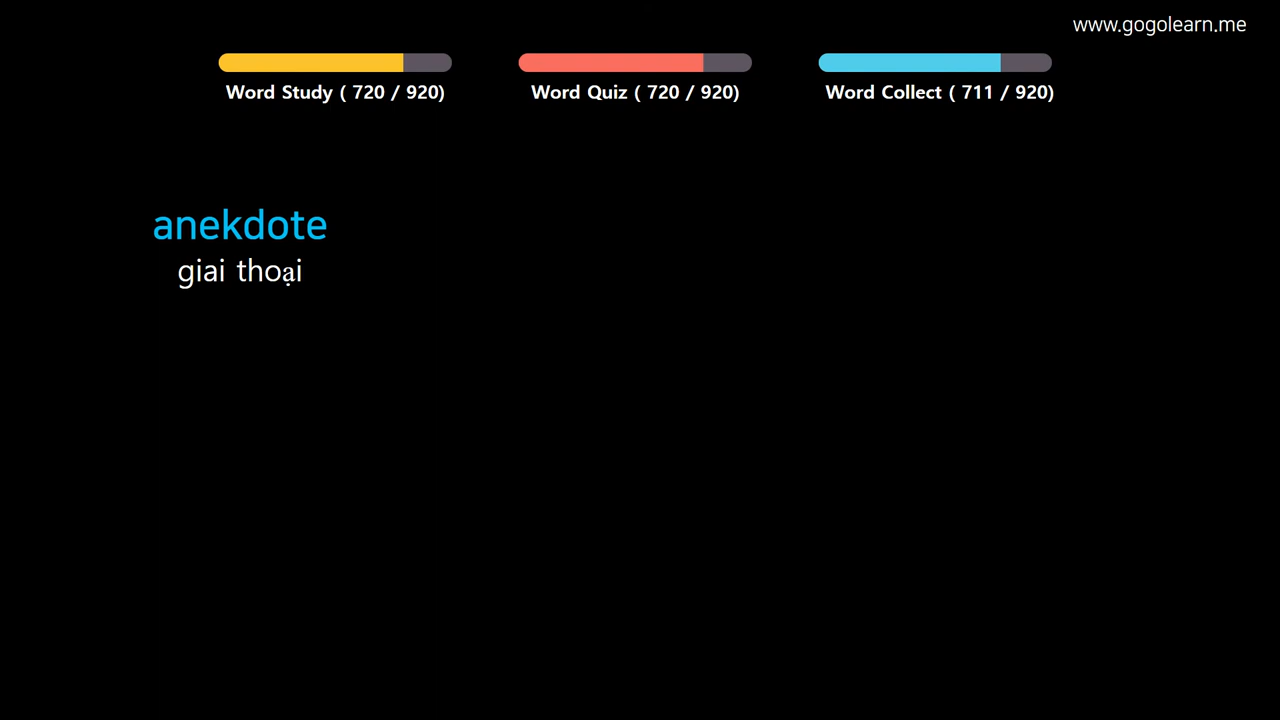 www.gogolearn.me
Word Study ( 720 / 920)
Word Quiz ( 720 / 920)
Word Collect ( 711 / 920)
anekdote
giai thoại